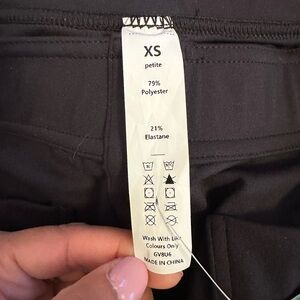 XS
petite
79%
Polyester
21%
Elastane
Wash With Like
Colours Only
GV8U6
MADE IN CHINA